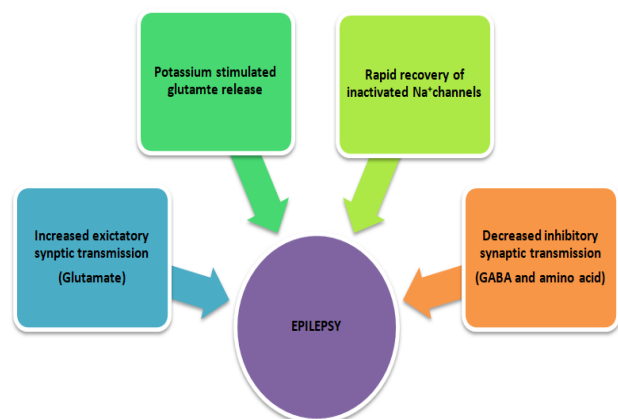 Potassium stimulated
glutamte release
Rapid recovery of
inactivated Na⁺channels
Increased exictatory
synptic transmission
(Glutamate)
Decreased inhibitory
synaptic transmission
(GABA and amino acid)
EPILEPSY